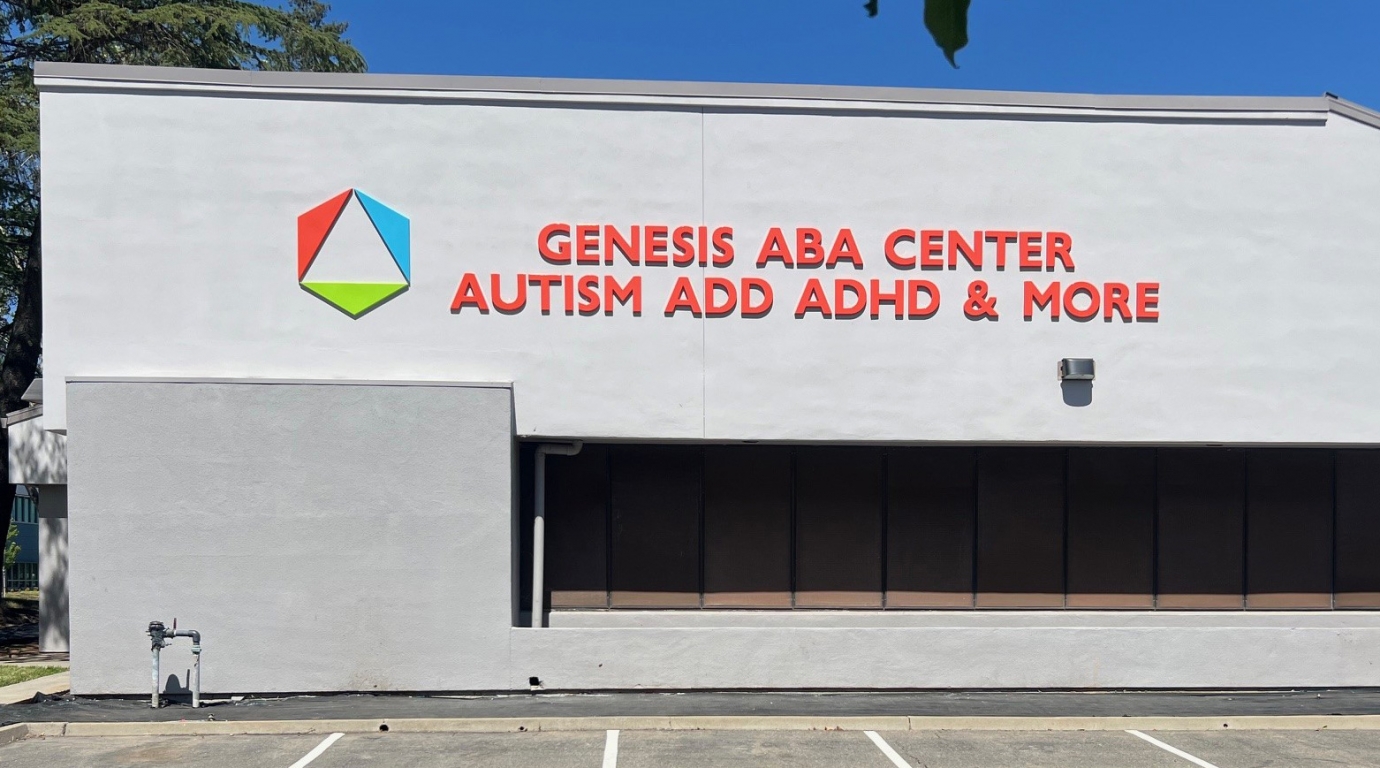 GENESIS ABA CENTER
AUTISM ADD ADHD & MORE